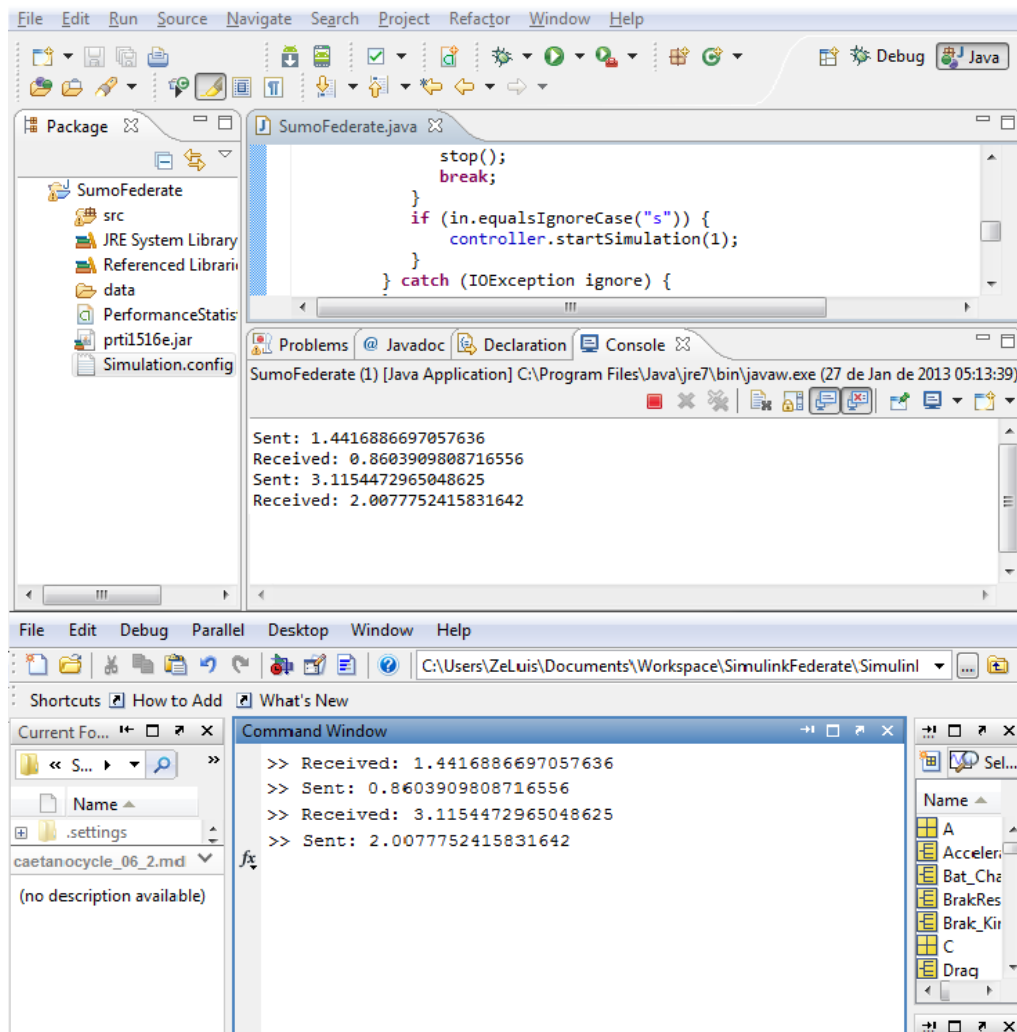 File Edit Run Source Navigate Search Project Refactor Window Help
Debug Java
Package
SumoFederate
src
JRE System Library
Referenced Librari
data
PerformanceStatis
prti1516e.jar
Simulation.config
SumoFederate.java
stop();
break;
}
if (in.equalsIgnoreCase("s")) {
controller.startSimulation(1);
}
} catch (IOException ignore) {
Problems @ Javadoc Declaration Console
SumoFederate (1) [Java Application] C:\Program Files\Java\jre7\bin\javaw.exe (27 de Jan de 2013 05:13:39)
Sent: 1.4416886697057636
Received: 0.8603909808716556
Sent: 3.1154472965048625
Received: 2.0077752415831642
File Edit Debug Parallel Desktop Window Help
C:\Users\ZeLuis\Documents\Workspace\SimulinkFederate\Simulinl
Shortcuts How to Add What's New
Current Fo...
« S...
»
Name
.settings
caetanocycle_06_2.mdl
(no description available)
Command Window
>> Received: 1.4416886697057636
>> Sent: 0.8603909808716556
>> Received: 3.1154472965048625
>> Sent: 2.0077752415831642
fx
Sel...
Name
A
Acceler
Bat_Cha
BrakRes
Brak_Kin
C
Drag